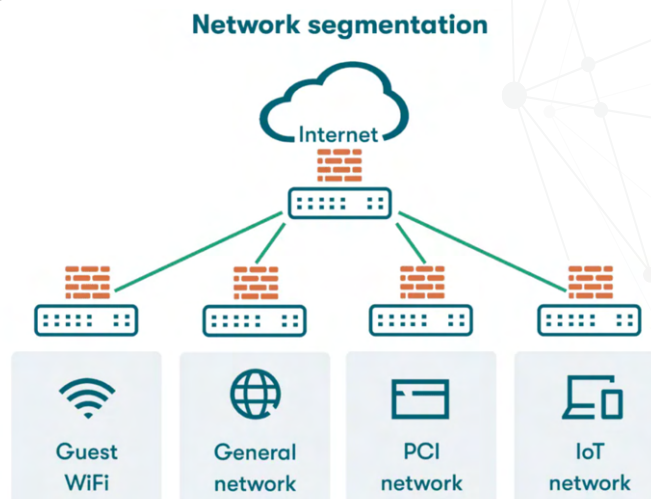 Network segmentation
Internet
Guest
WiFi
General
network
PCI
network
IoT
network